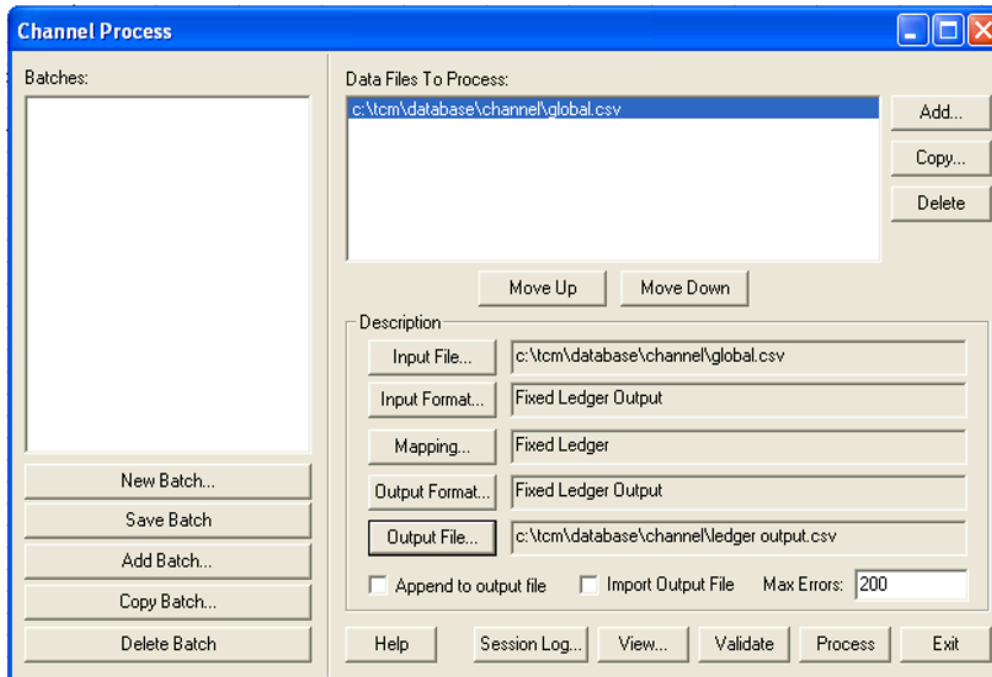 Channel Process
Batches:
New Batch...
Save Batch
Add Batch...
Copy Batch...
Delete Batch
Data Files To Process:
c:\tcm\database\channel\global.csv
Add...
Copy...
Delete
Move Up Move Down
Description
Input File... c:\tcm\database\channel\global.csv
Input Format... Fixed Ledger Output
Mapping... Fixed Ledger
Output Format... Fixed Ledger Output
Output File... c:\tcm\database\channel\ledger output.csv
Append to output file Import Output File Max Errors: 200
Help Session Log... View... Validate Process Exit